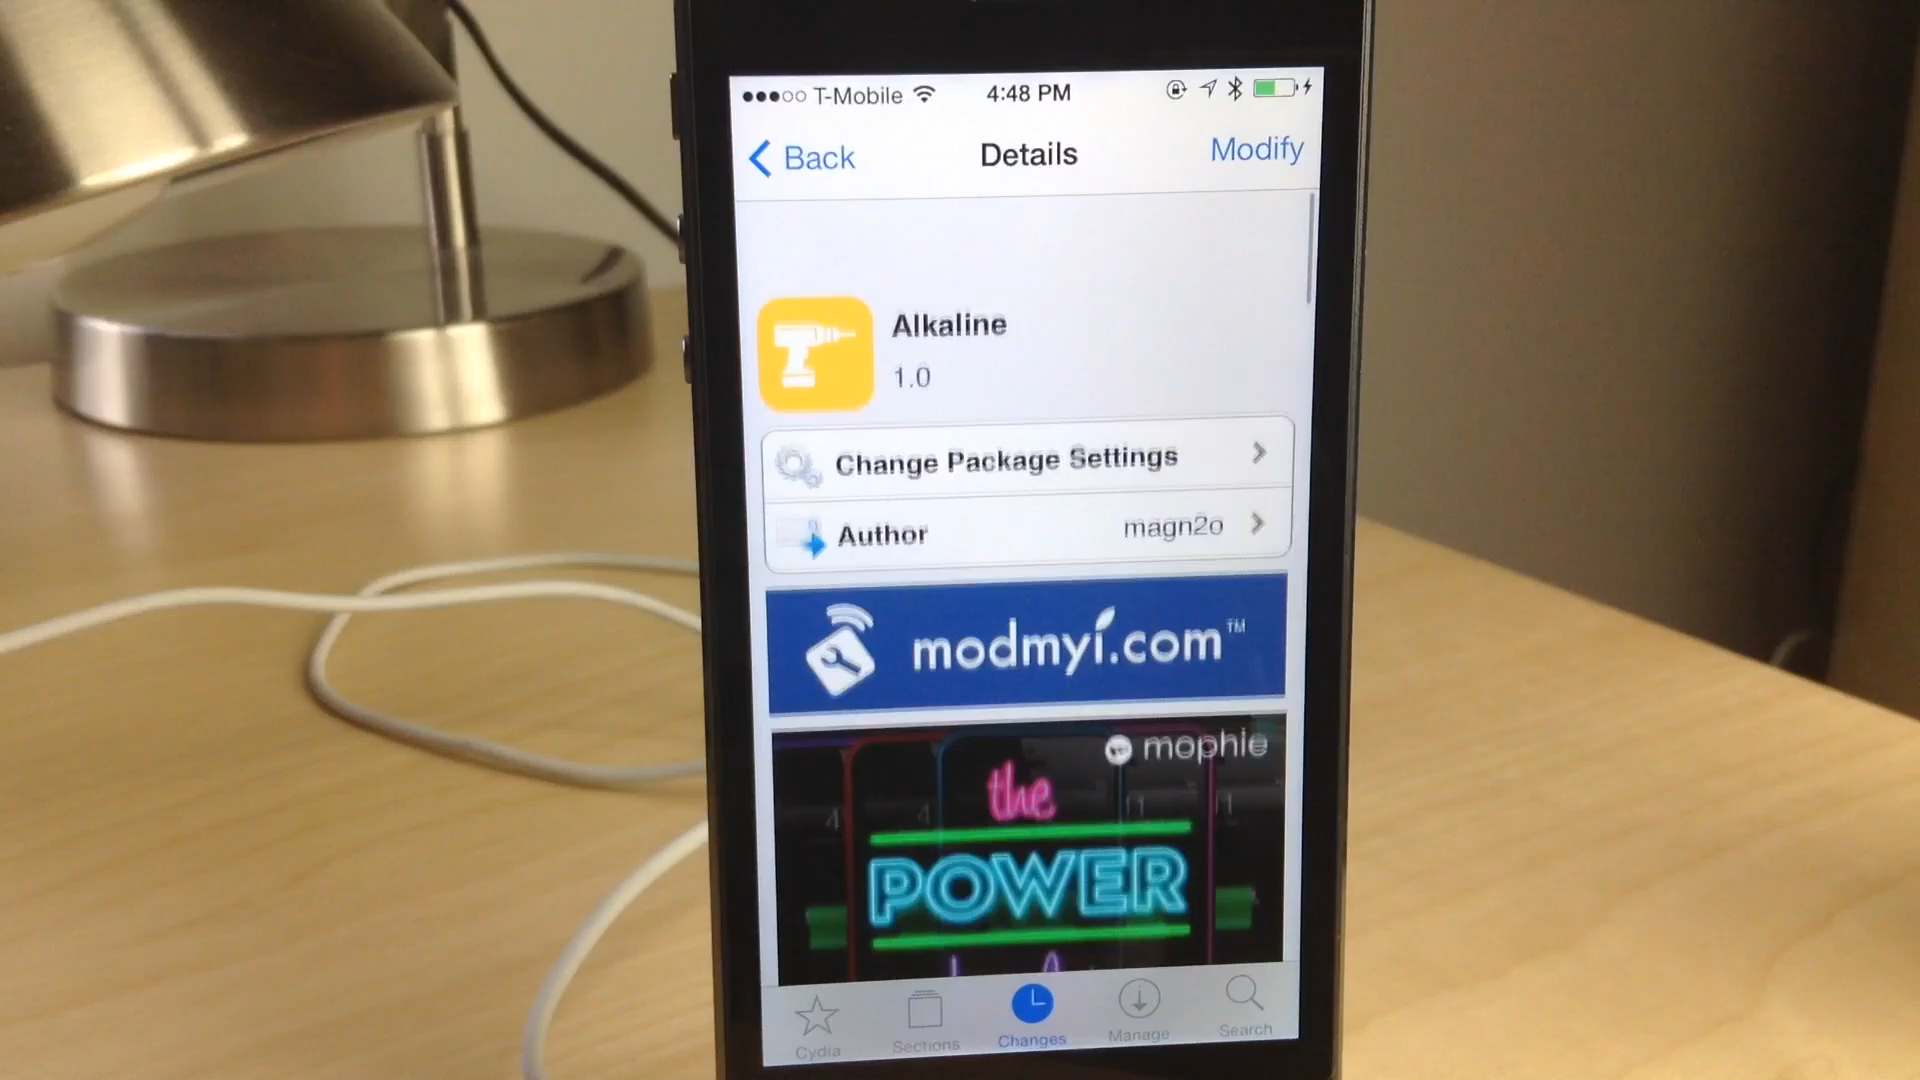 T-Mobile 4:48 PM
Back Details Modify
Alkaline
1.0
Change Package Settings
Author magn2o
modmyi.com™
mophie
the
POWER
Cydia Sections Changes Manage Search